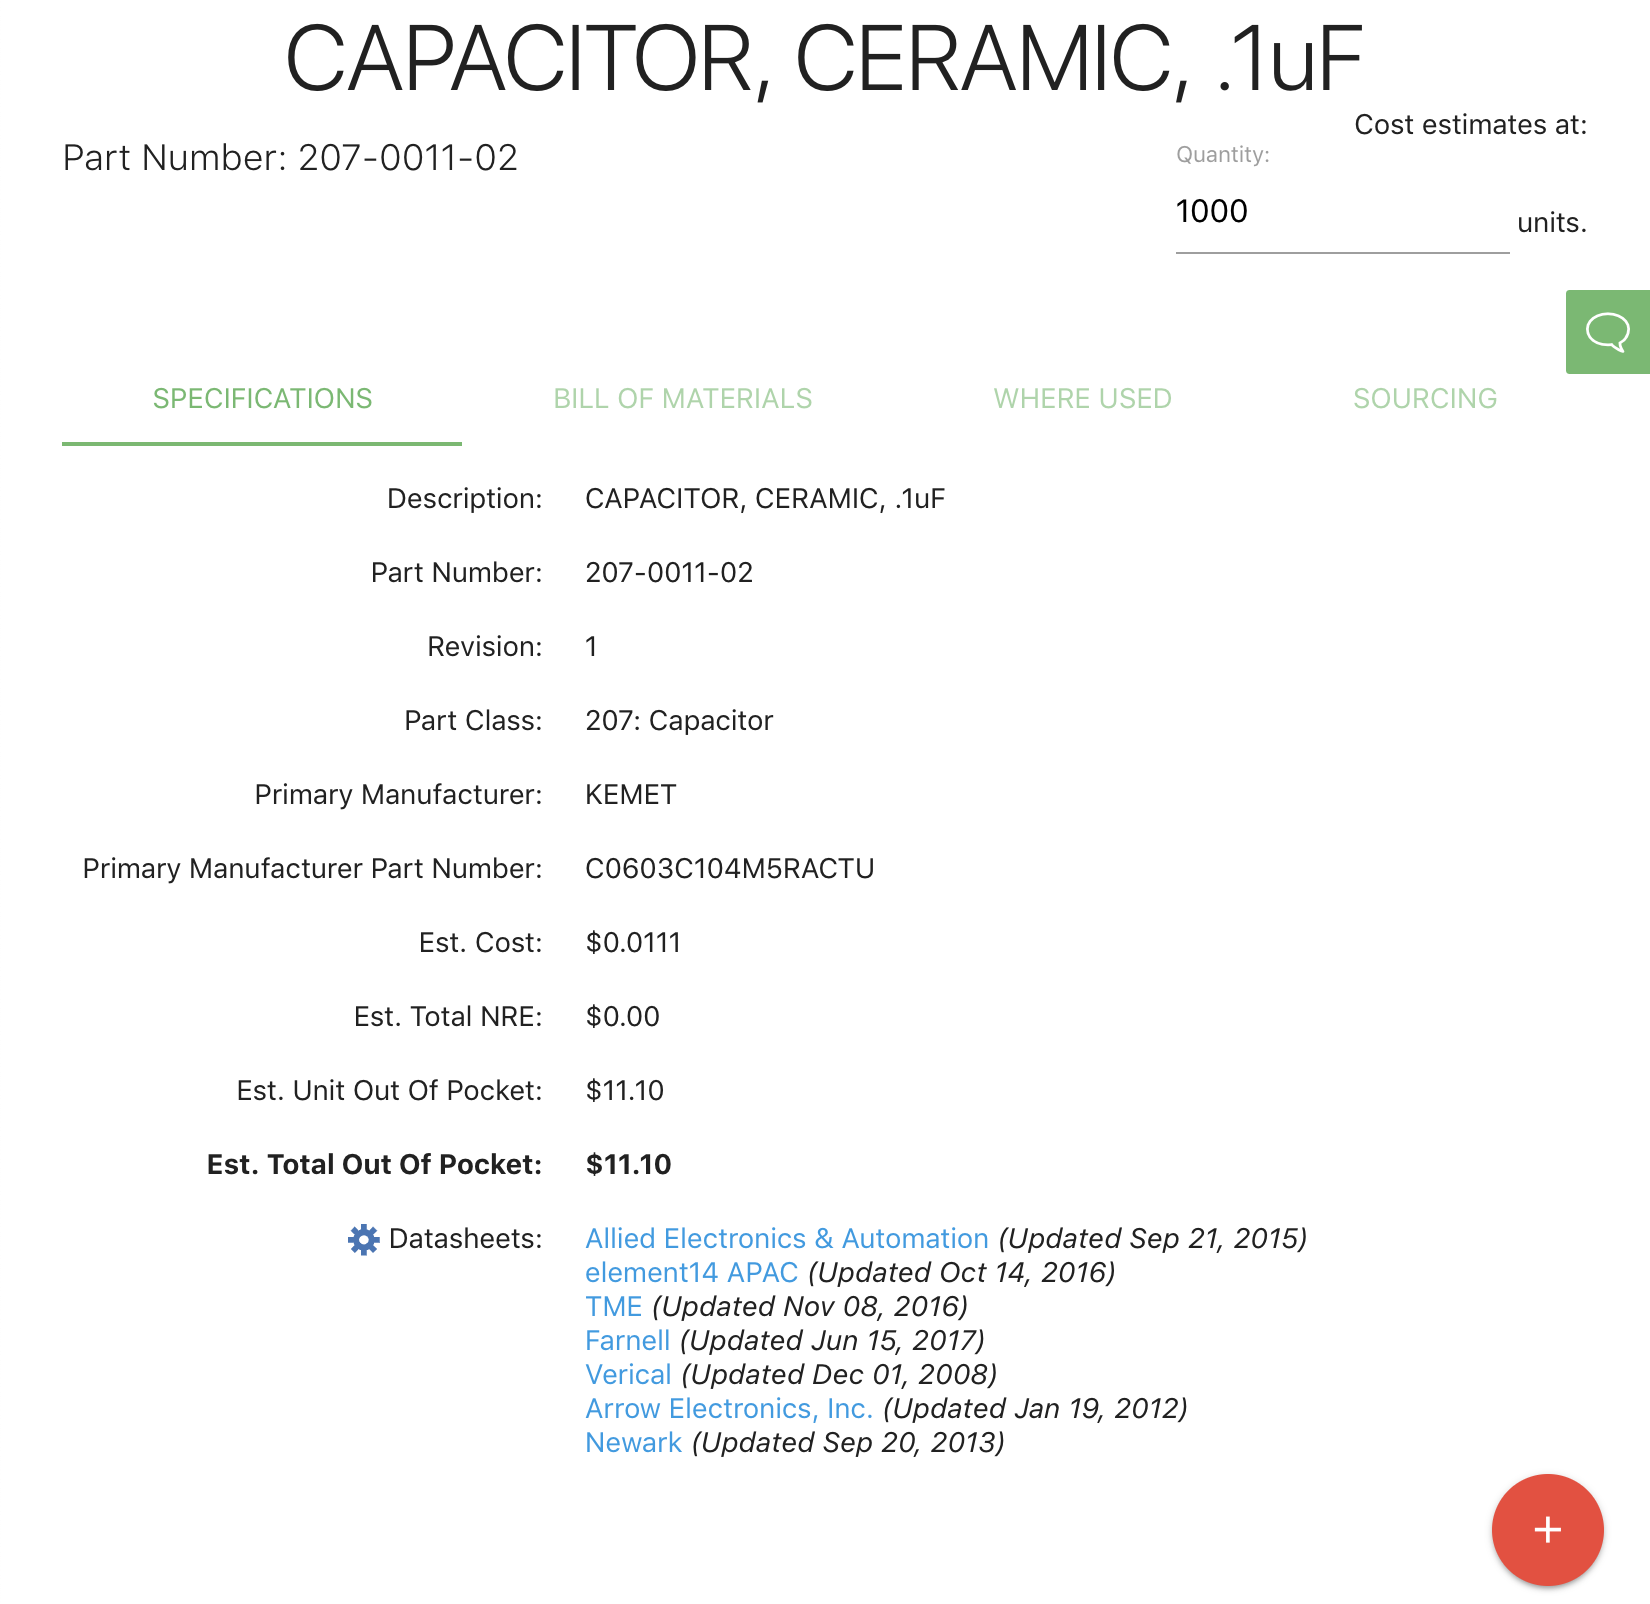 CAPACITOR, CERAMIC, .1uF
Part Number: 207-0011-02
Cost estimates at:
Quantity:
1000
units.
SPECIFICATIONS BILL OF MATERIALS WHERE USED SOURCING
Description: CAPACITOR, CERAMIC, .1uF
Part Number: 207-0011-02
Revision: 1
Part Class: 207: Capacitor
Primary Manufacturer: KEMET
Primary Manufacturer Part Number: C0603C104M5RACTU
Est. Cost: $0.0111
Est. Total NRE: $0.00
Est. Unit Out Of Pocket: $11.10
Est. Total Out Of Pocket: $11.10
Datasheets: Allied Electronics & Automation (Updated Sep 21, 2015)
element14 APAC (Updated Oct 14, 2016)
TME (Updated Nov 08, 2016)
Farnell (Updated Jun 15, 2017)
Verical (Updated Dec 01, 2008)
Arrow Electronics, Inc. (Updated Jan 19, 2012)
Newark (Updated Sep 20, 2013)
+